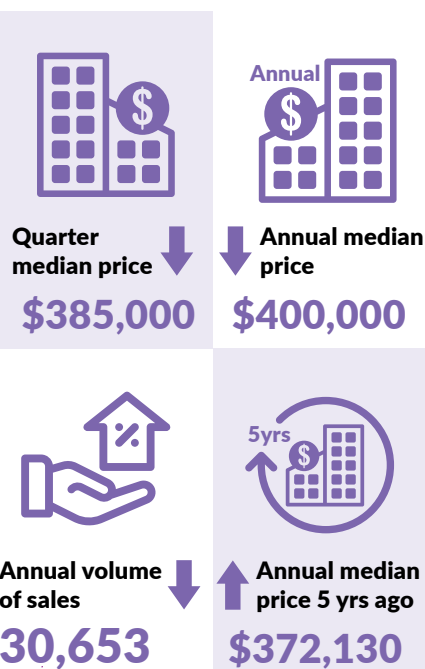 Quarter
median price
$385,000
Annual
$
Annual median
price
$400,000
%
Annual volume
of sales
30,653
5yrs
$
Annual median
price 5 yrs ago
$372,130